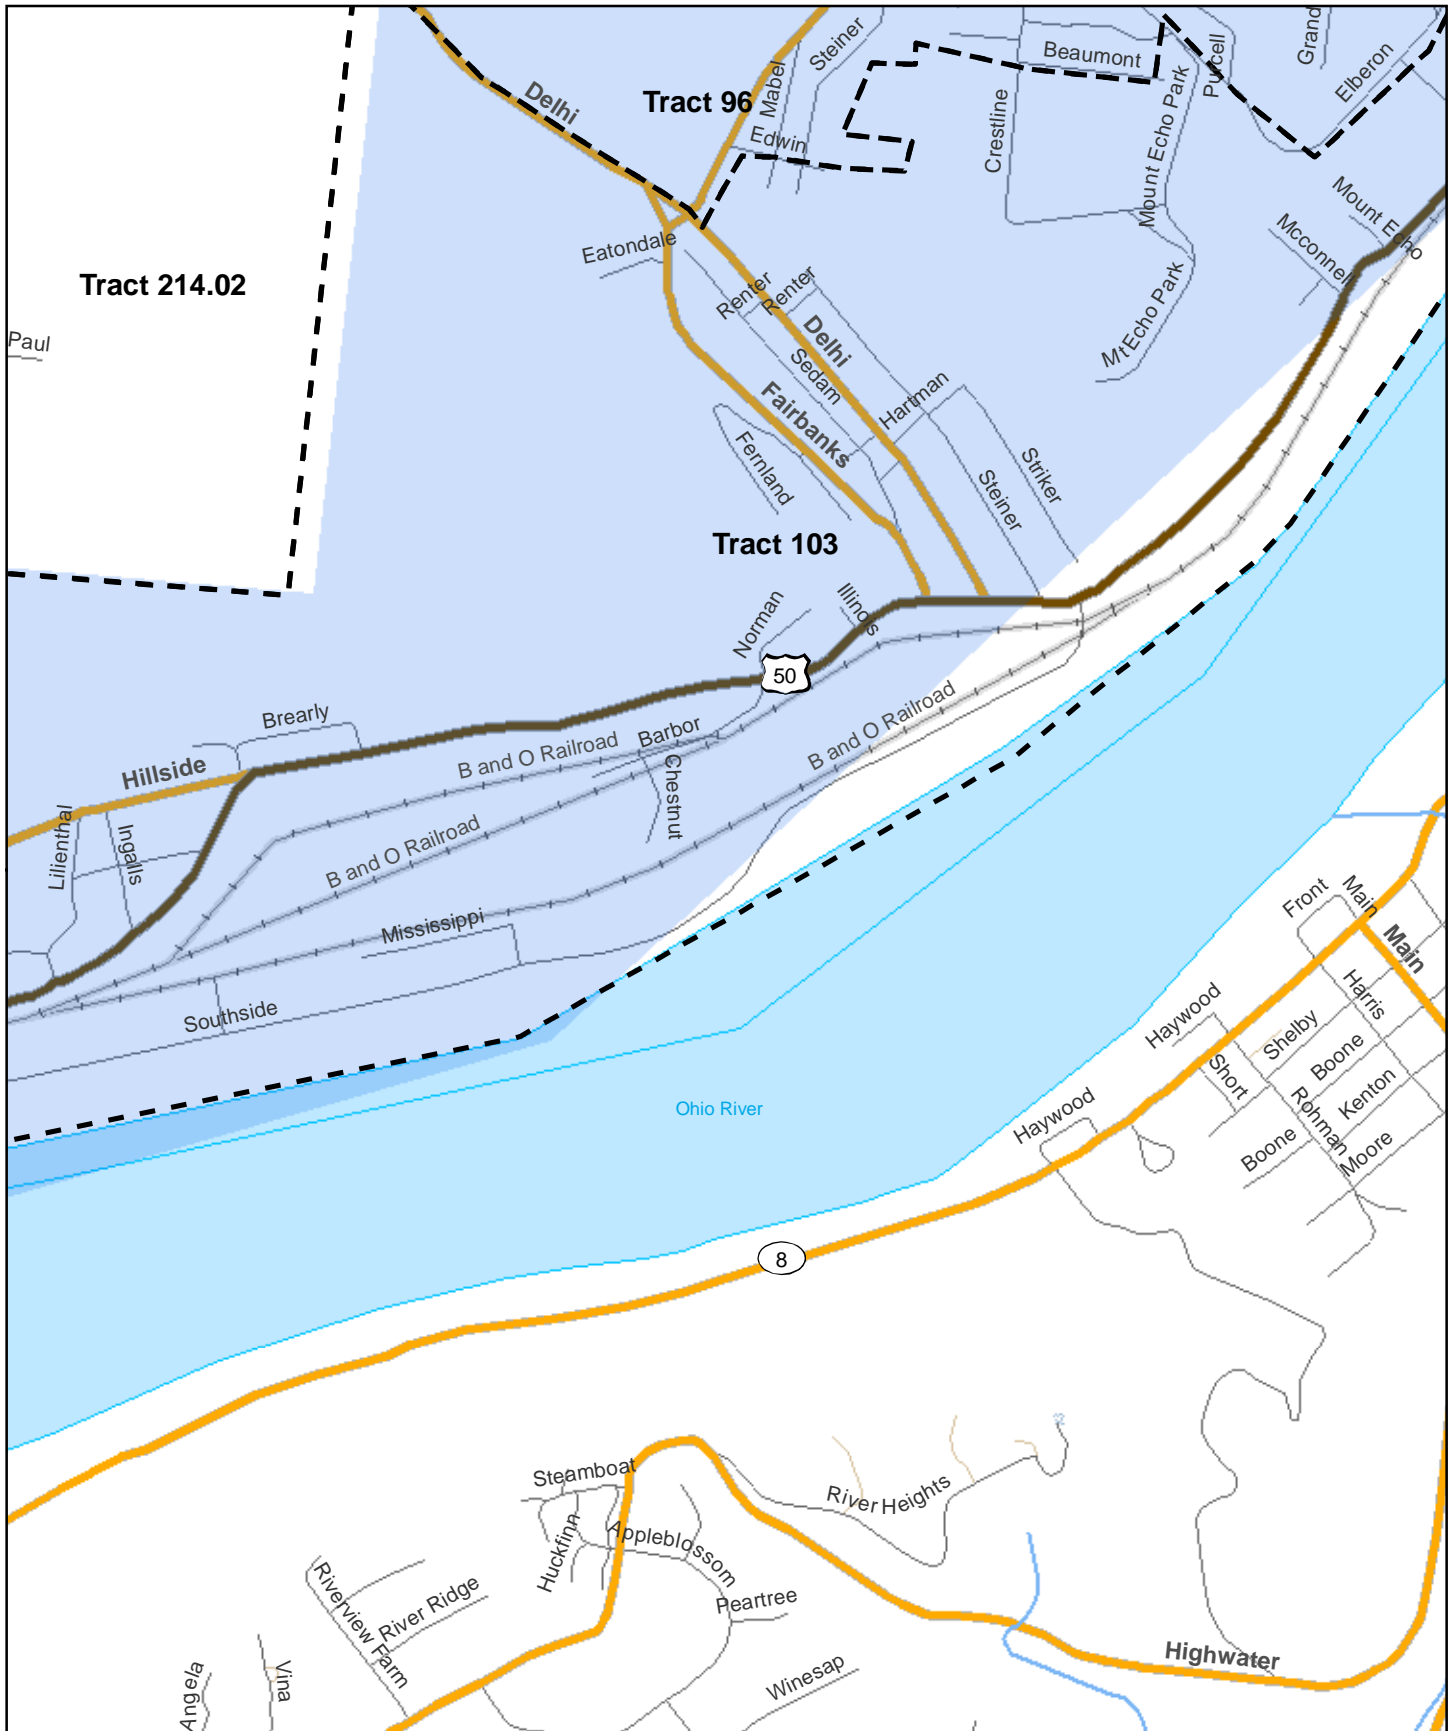 Steiner
Grand
Beaumont
Purcell
Elberon
Delhi
Tract 96
Mabel
Edwin
Crestline
Mount Echo Park
Mount Echo
Mcconnell
Eatondale
Tract 214.02
Renter
Renter
Mt Echo Park
Paul
Delhi
Sedam
Hartman
Fairbanks
Fernland
Striker
Steiner
Tract 103
Norman
Illinois
50
Brearly
B and O Railroad
Barbor
B and O Railroad
Hillside
Chestnut
Lilienthal
Ingalls
B and O Railroad
Mississippi
Southside
Front
Main
Main
Harris
Haywood
Shelby
Boone
Short
Kenton
Rohman
Ohio River
Haywood
Boone
Moore
8
Steamboat
River Heights
Huckfinn
Appleblossom
Riverview Farm
River Ridge
Peartree
Highwater
Angela
Vina
Winesap